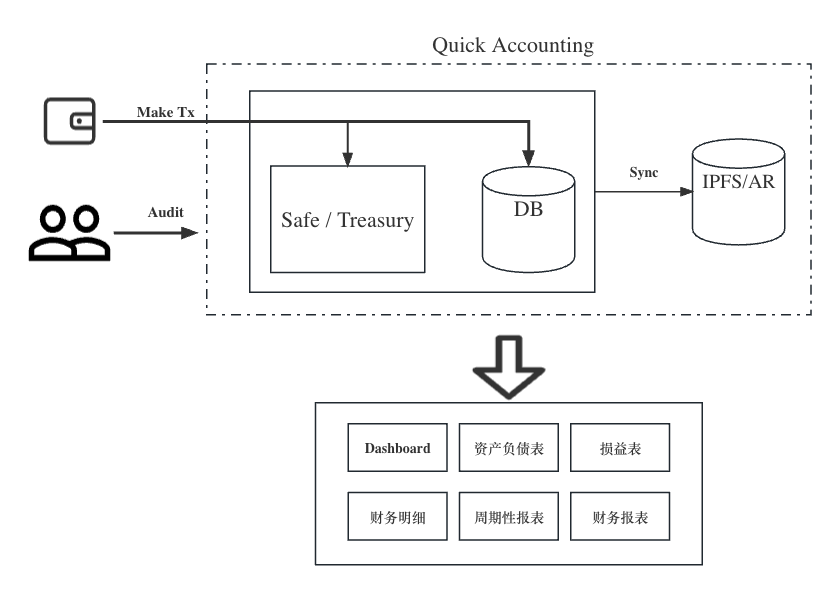 Quick Accounting
Make Tx
Audit
Safe / Treasury
DB
Sync
IPFS/AR
Dashboard
资产负债表
损益表
财务明细
周期性报表
财务报表